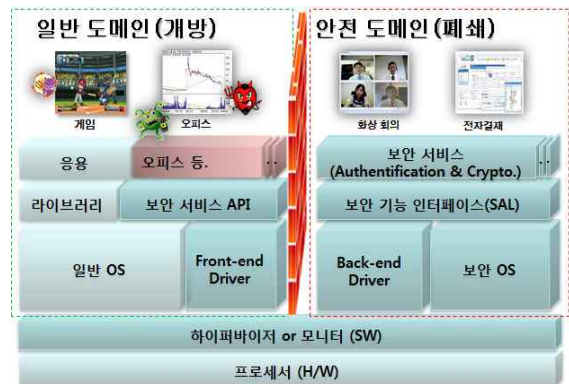 일반 도메인(개방)
게임
오피스
응용
오피스 등.
라이브러리
보안 서비스 API
일반 OS
Front-end
Driver
안전 도메인(폐쇄)
화상 회의
전자결재
보안 서비스
(Authentification & Crypto.)
보안 기능 인터페이스(SAL)
Back-end
Driver
보안 OS
하이퍼바이저 or 모니터 (SW)
프로세서 (H/W)